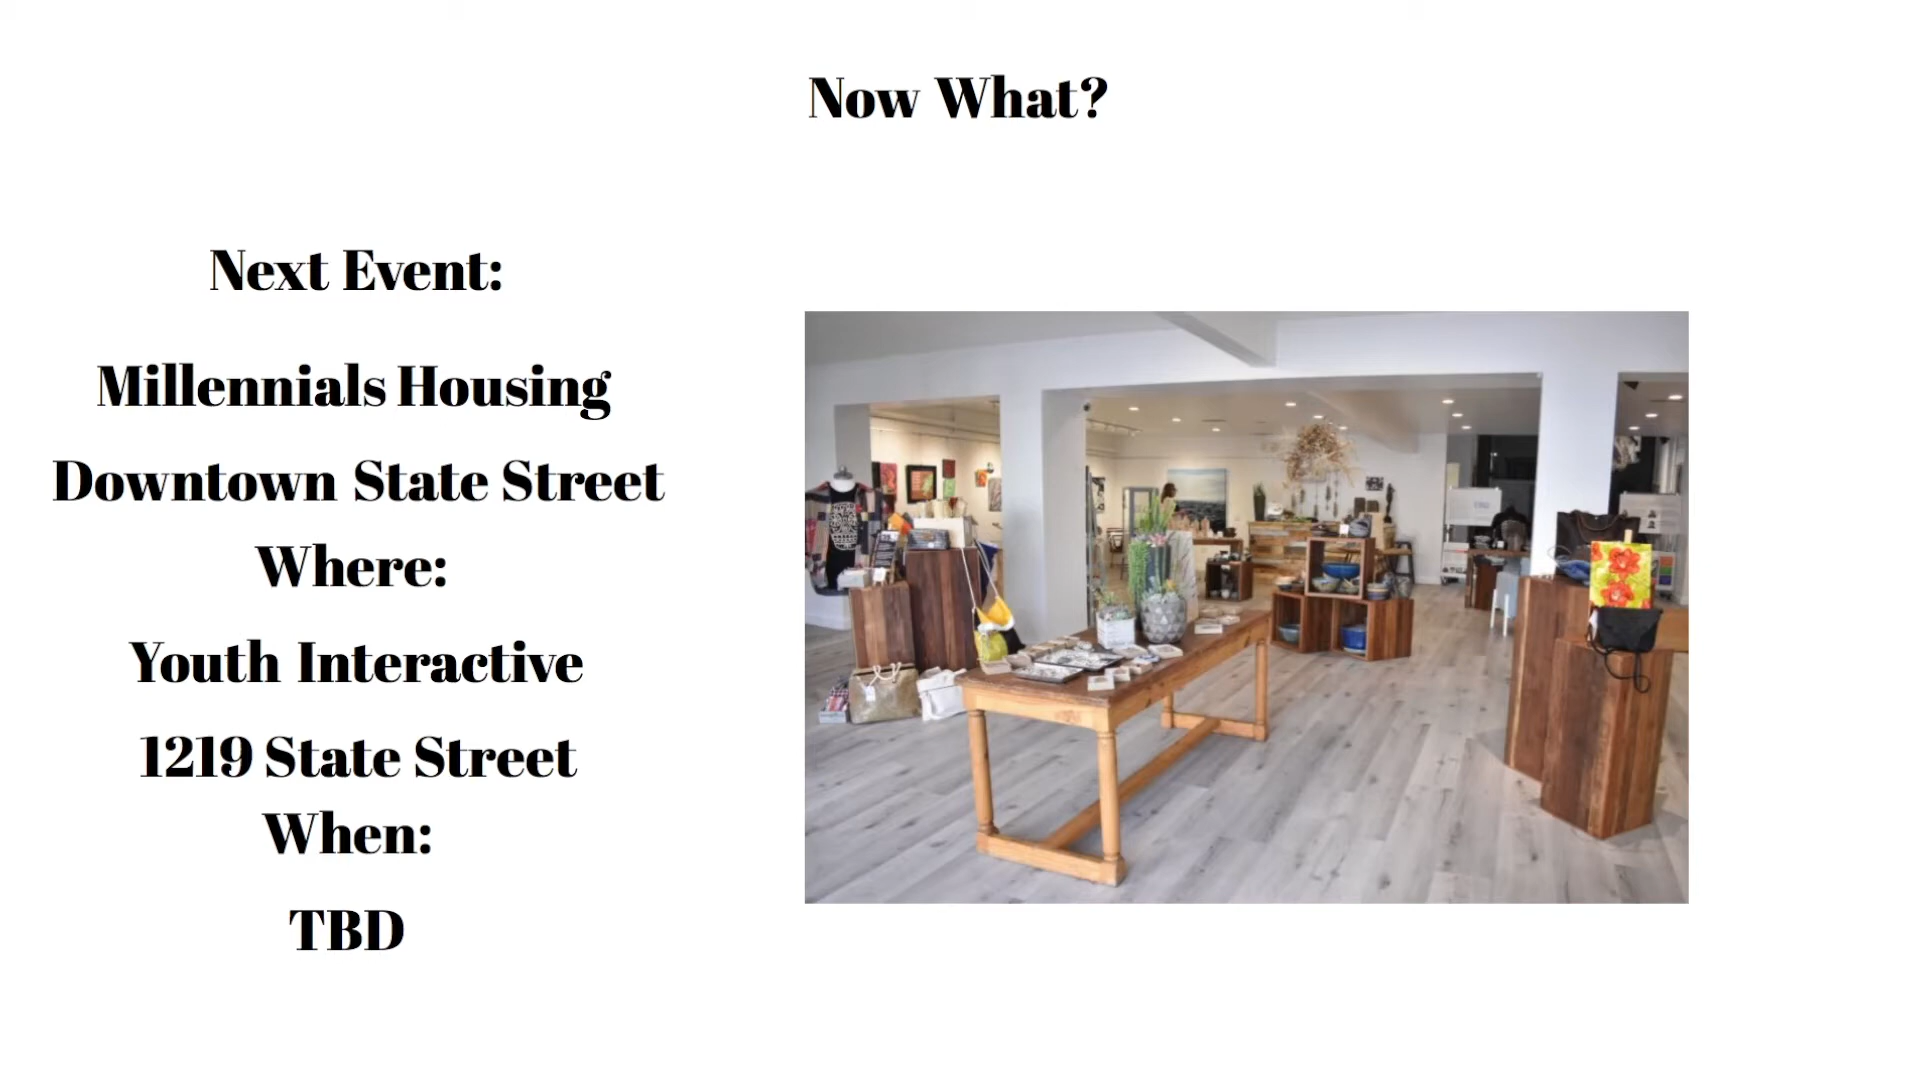 Now What?
Next Event:
Millennials Housing
Downtown State Street
Where:
Youth Interactive
1219 State Street
When:
TBD